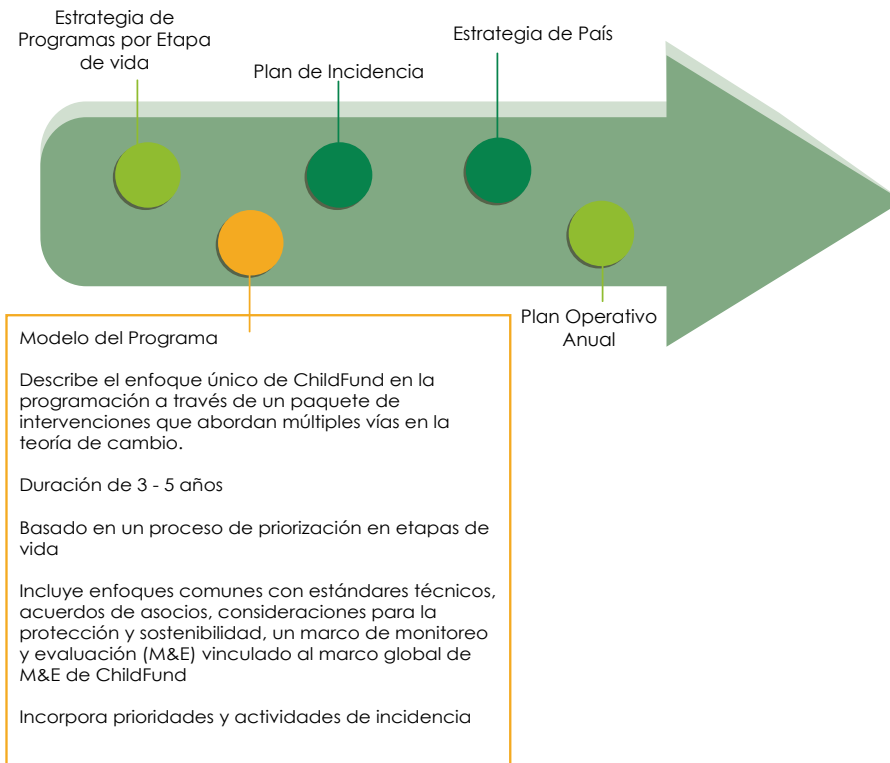 Estrategia de
Programas por Etapa
de vida
Plan de Incidencia
Estrategia de País
Plan Operativo
Anual
Modelo del Programa
Describe el enfoque único de ChildFund en la
programación a través de un paquete de
intervenciones que abordan múltiples vías en la
teoría de cambio.
Duración de 3 - 5 años
Basado en un proceso de priorización en etapas de
vida
Incluye enfoques comunes con estándares técnicos,
acuerdos de asocios, consideraciones para la
protección y sostenibilidad, un marco de monitoreo
y evaluación (M&E) vinculado al marco global de
M&E de ChildFund
Incorpora prioridades y actividades de incidencia